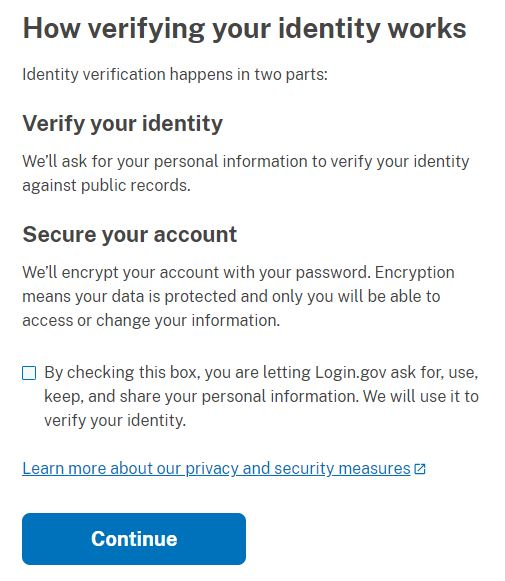 How verifying your identity works
Identity verification happens in two parts:
Verify your identity
We’ll ask for your personal information to verify your identity
against public records.
Secure your account
We’ll encrypt your account with your password. Encryption
means your data is protected and only you will be able to
access or change your information.
By checking this box, you are letting Login.gov ask for, use,
keep, and share your personal information. We will use it to
verify your identity.
Learn more about our privacy and security measures
Continue